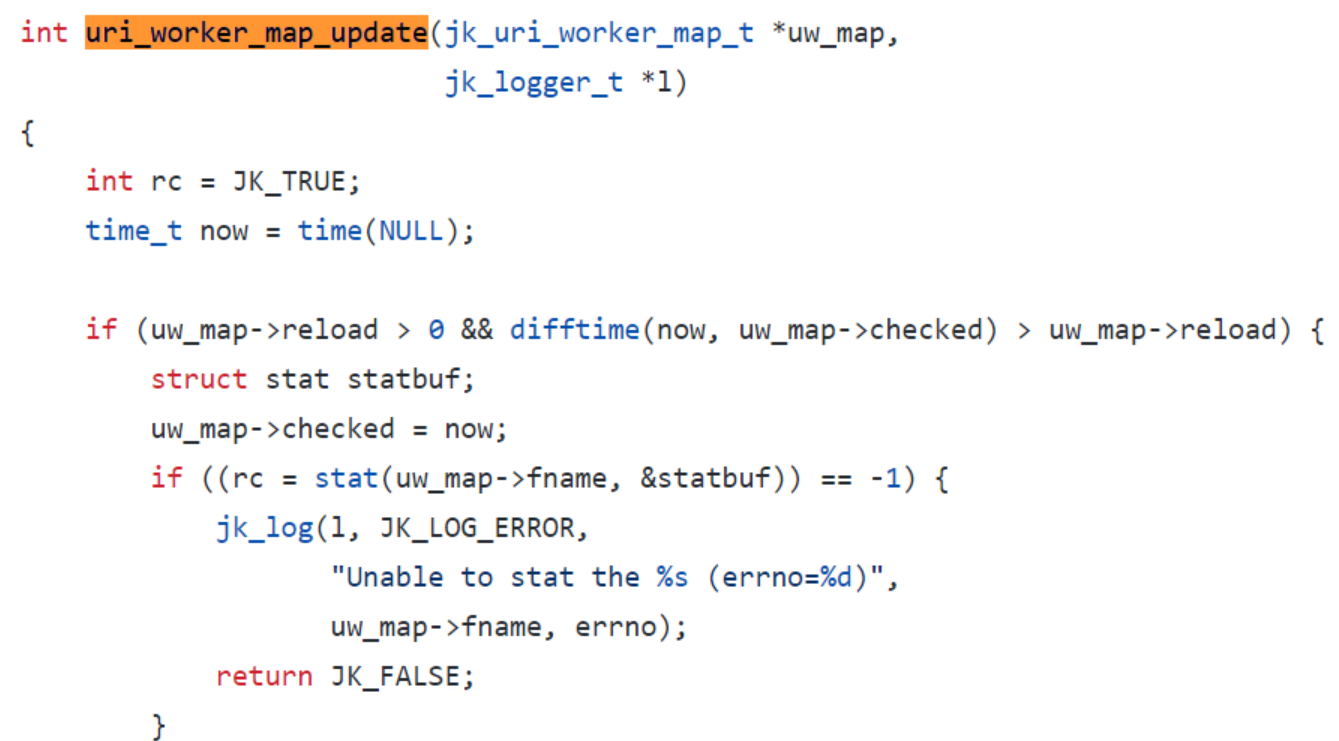 int uri_worker_map_update(jk_uri_worker_map_t *uw_map,
                          jk_logger_t *l)
{
    int rc = JK_TRUE;
    time_t now = time(NULL);

    if (uw_map->reload > 0 && difftime(now, uw_map->checked) > uw_map->reload) {
        struct stat statbuf;
        uw_map->checked = now;
        if ((rc = stat(uw_map->fname, &statbuf)) == -1) {
            jk_log(l, JK_LOG_ERROR,
                   "Unable to stat the %s (errno=%d)",
                   uw_map->fname, errno);
            return JK_FALSE;
        }